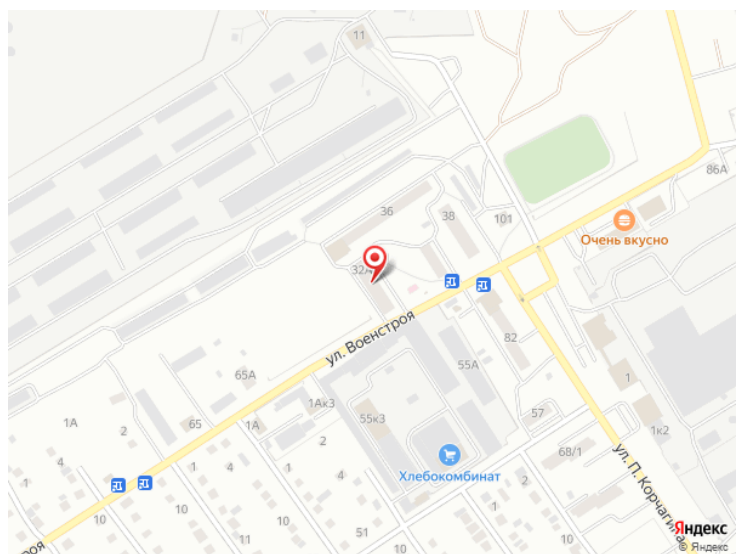 11
86А
36
38
101
Очень вкусно
32А
ул. Военстроя
82
55А
65А
1
1Ак3
1А
65
1А
2
55к3
57
1к2
2
4
1
68/1
4
1
Хлебокомбинат
ул. П. Корчагина
2
1
4
10
51
10
10
10
11
10
Яндекс
© Яндекс